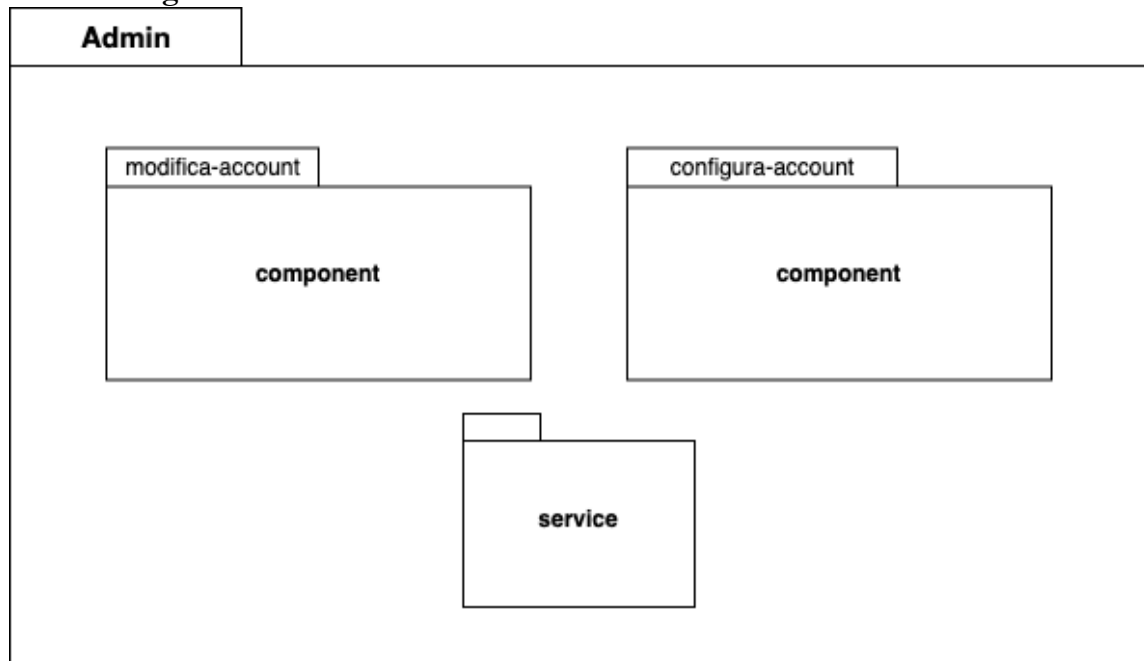 Admin
modifica-account
configura-account
component
component
service